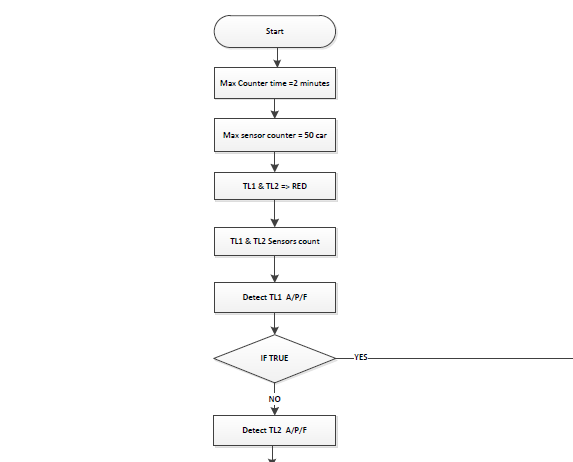 Start
Max Counter time =2 minutes
Max sensor counter = 50 car
TL1 & TL2 => RED
TL1 & TL2 Sensors count
Detect TL1 A/P/F
IF TRUE
YES
NO
Detect TL2 A/P/F